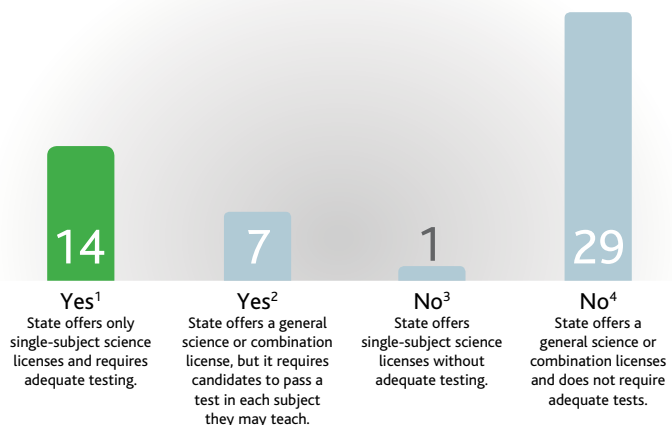 14
7
1
29
Yes¹
State offers only
single-subject science
licenses and requires
adequate testing.
Yes²
State offers a general
science or combination
license, but it requires
candidates to pass a
test in each subject
they may teach.
No³
State offers
single-subject science
licenses without
adequate testing.
No⁴
State offers a
general science or
combination licenses
and does not require
adequate tests.